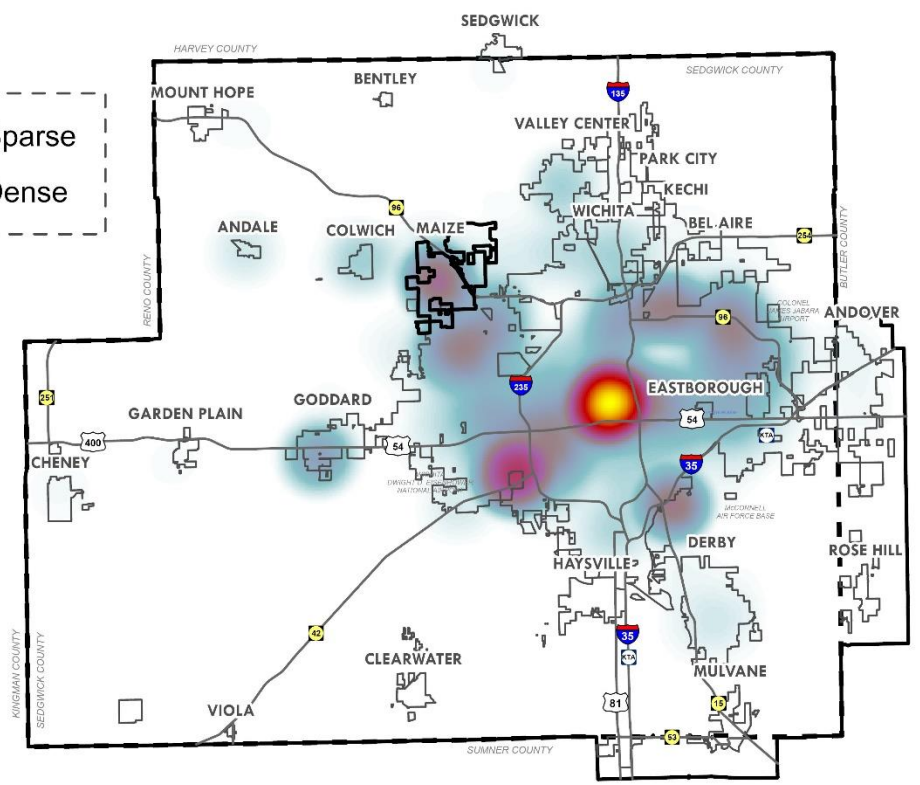 SEDGWICK
HARVEY COUNTY
SEDGWICK COUNTY
BENTLEY
MOUNT HOPE
135
parse
VALLEY CENTER
ense
PARK CITY
KECHI
96
WICHITA
ANDALE
COLWICH
MAIZE
BEL AIRE
254
BUTLER COUNTY
RENO COUNTY
COLONEL
JAMES JABARA
AIRPORT
ANDOVER
96
235
EASTBOROUGH
251
GODDARD
GARDEN PLAIN
54
400
54
KTA
CHENEY
35
DWIGHT D.
NATIONAL
MCCONNELL
AIR FORCE BASE
DERBY
HAYSVILLE
ROSE HILL
42
35
KTA
KINGMAN COUNTY
SEDGWICK COUNTY
CLEARWATER
MULVANE
81
15
VIOLA
53
SUMNER COUNTY